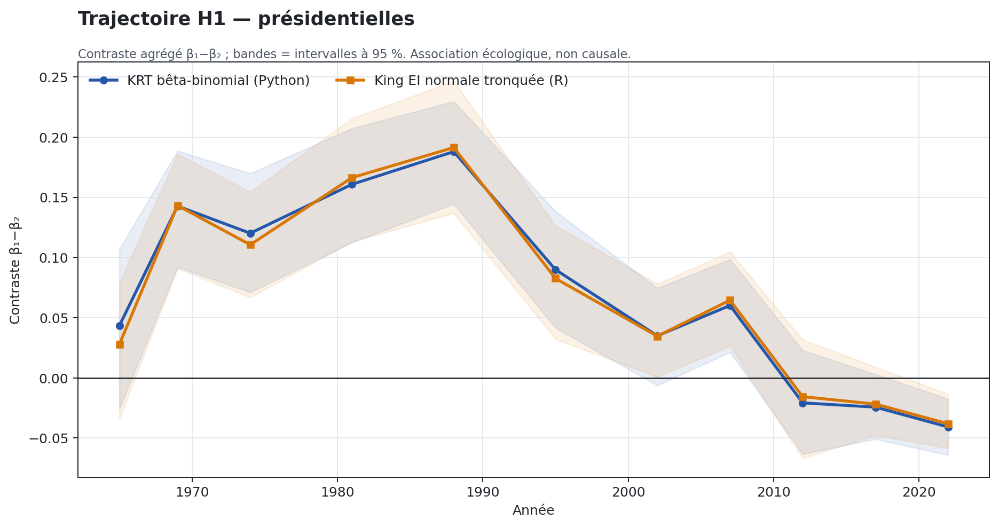 Trajectoire H1 — présidentielles
Contraste agrégé β₁−β₂ ; bandes = intervalles à 95 %. Association écologique, non causale.
KRT bêta-binomial (Python)
King EI normale tronquée (R)
Contraste β₁−β₂
0.25
0.20
0.15
0.10
0.05
0.00
−0.05
1970
1980
1990
2000
2010
2020
Année